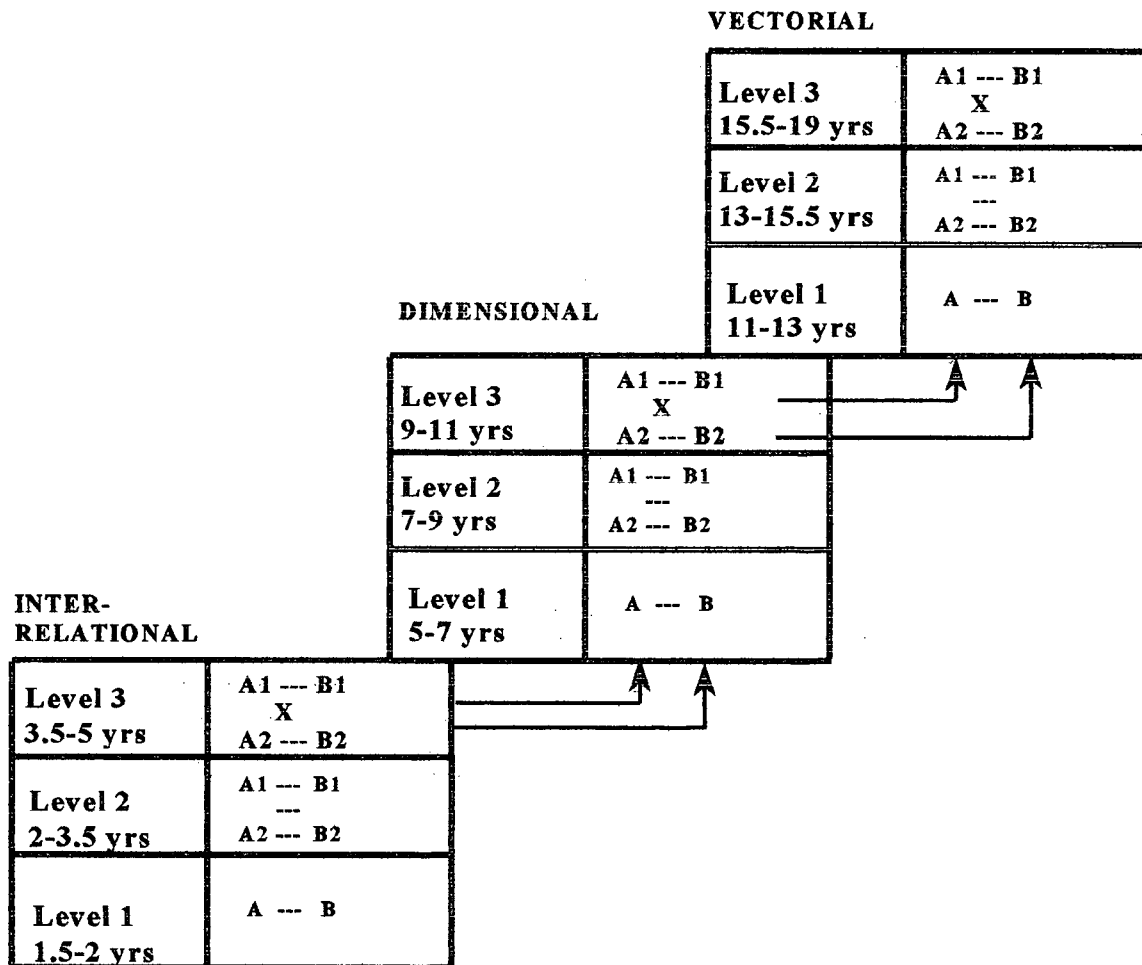 VECTORIAL
Level 3
15.5-19 yrs
A1 --- B1
X
A2 --- B2
Level 2
13-15.5 yrs
A1 --- B1
---
A2 --- B2
Level 1
11-13 yrs
A --- B
DIMENSIONAL
Level 3
9-11 yrs
A1 --- B1
X
A2 --- B2
Level 2
7-9 yrs
A1 --- B1
---
A2 --- B2
Level 1
5-7 yrs
A --- B
INTER-
RELATIONAL
Level 3
3.5-5 yrs
A1 --- B1
X
A2 --- B2
Level 2
2-3.5 yrs
A1 --- B1
---
A2 --- B2
Level 1
1.5-2 yrs
A --- B